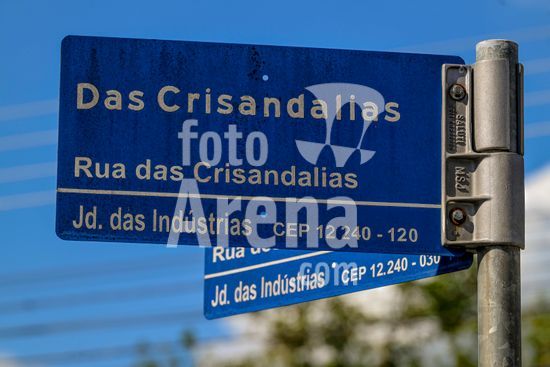 Das Crisandalias
Rua das Crisandalias
Jd. das Indústrias CEP 12.240 - 120
Rua
Jd. das Indústrias CEP 12.240 - 030
foto
Arena
com